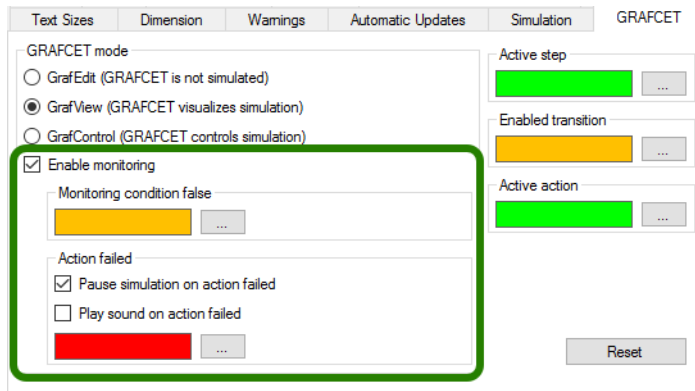 Text Sizes
Dimension
Warnings
Automatic Updates
Simulation
GRAFCET
GRAFCET mode
GrafEdit (GRAFCET is not simulated)
GrafView (GRAFCET visualizes simulation)
GrafControl (GRAFCET controls simulation)
Enable monitoring
Monitoring condition false
...
Action failed
Pause simulation on action failed
Play sound on action failed
...
Active step
...
Enabled transition
...
Active action
...
Reset